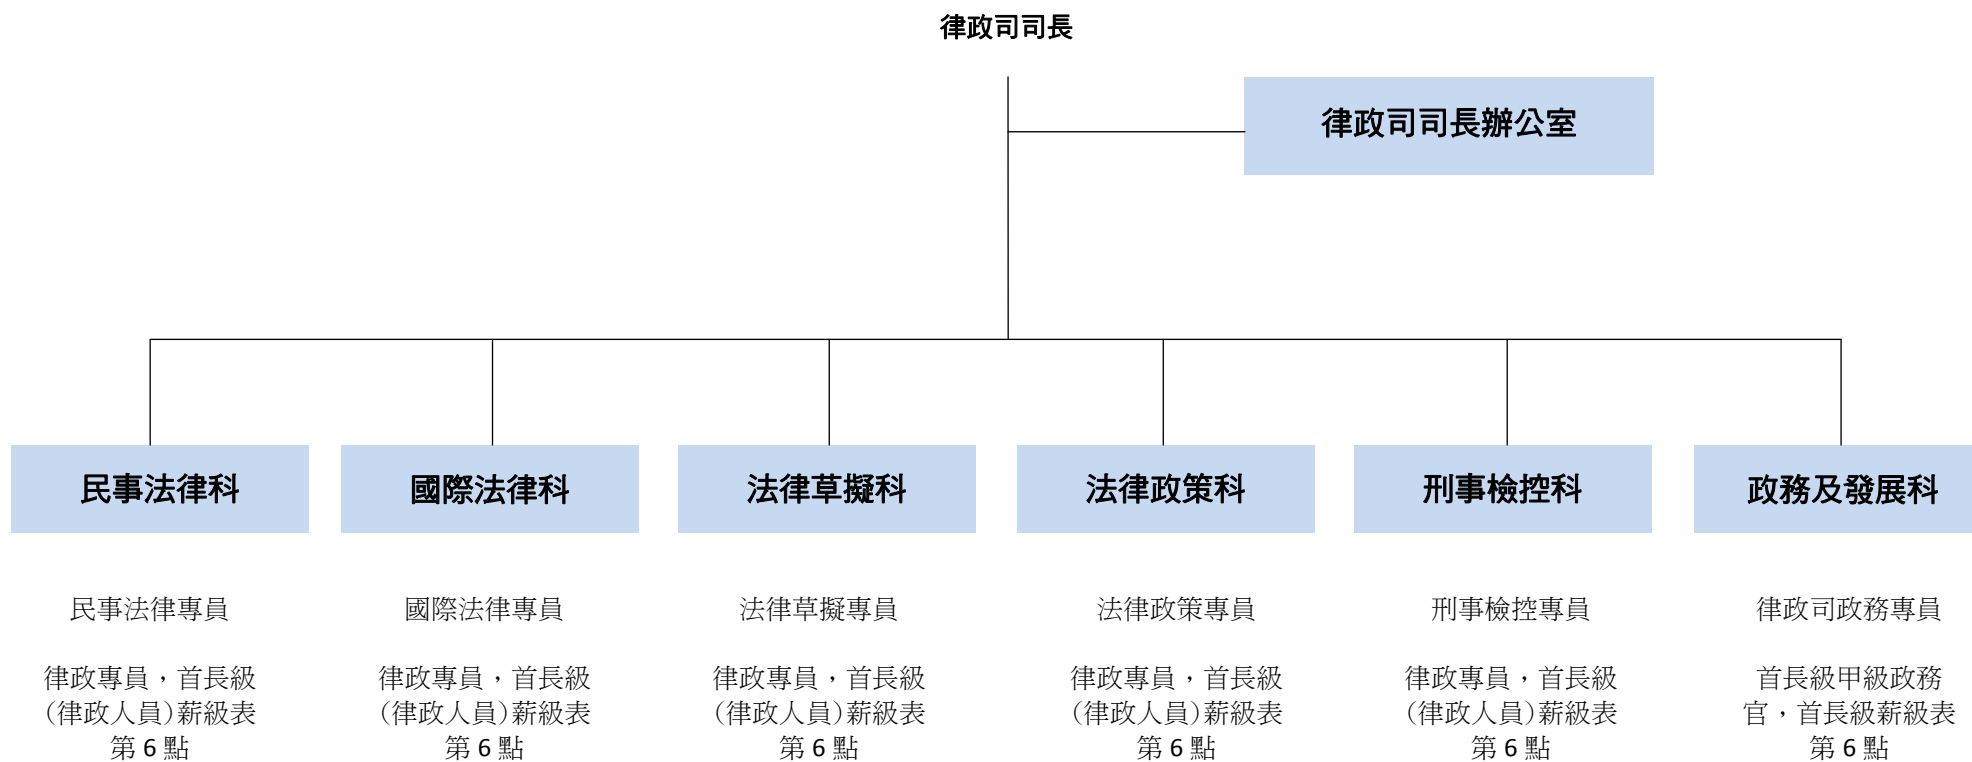 律政司司長
律政司司長辦公室
民事法律科
國際法律科
法律草擬科
法律政策科
刑事檢控科
政務及發展科
民事法律專員
律政專員，首長級
(律政人員)薪級表
第 6 點
國際法律專員
律政專員，首長級
(律政人員)薪級表
第 6 點
法律草擬專員
律政專員，首長級
(律政人員)薪級表
第 6 點
法律政策專員
律政專員，首長級
(律政人員)薪級表
第 6 點
刑事檢控專員
律政專員，首長級
(律政人員)薪級表
第 6 點
律政司政務專員
首長級甲級政務
官，首長級薪級表
第 6 點